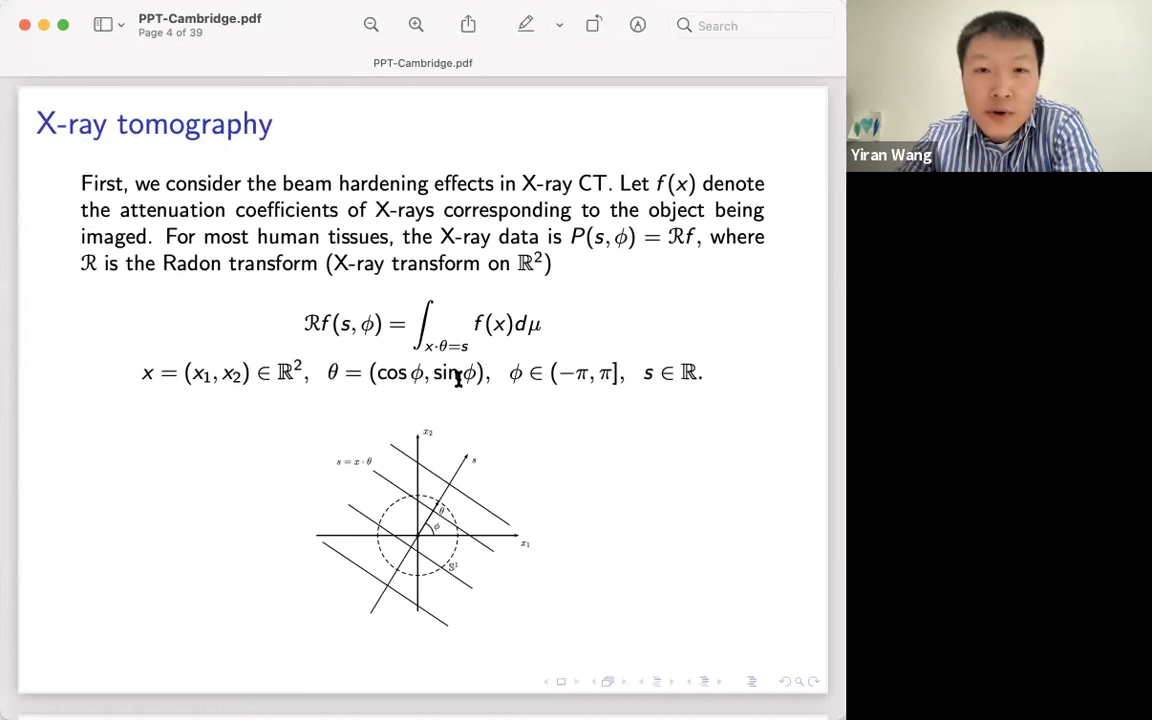 PPT-Cambridge.pdf
Page 4 of 39
Search
PPT-Cambridge.pdf
X-ray tomography
First, we consider the beam hardening effects in X-ray CT. Let f(x) denote
the attenuation coefficients of X-rays corresponding to the object being
imaged. For most human tissues, the X-ray data is P(s, ϕ) = ℛf, where
ℛ is the Radon transform (X-ray transform on ℝ²)
ℛf(s, ϕ) = ∫_{x·θ=s} f(x)dμ
x = (x₁, x₂) ∈ ℝ², θ = (cos ϕ, sin ϕ), ϕ ∈ (−π, π], s ∈ ℝ.
x₂
s = x · θ
s
θ
ϕ
x₁
S¹
Yiran Wang